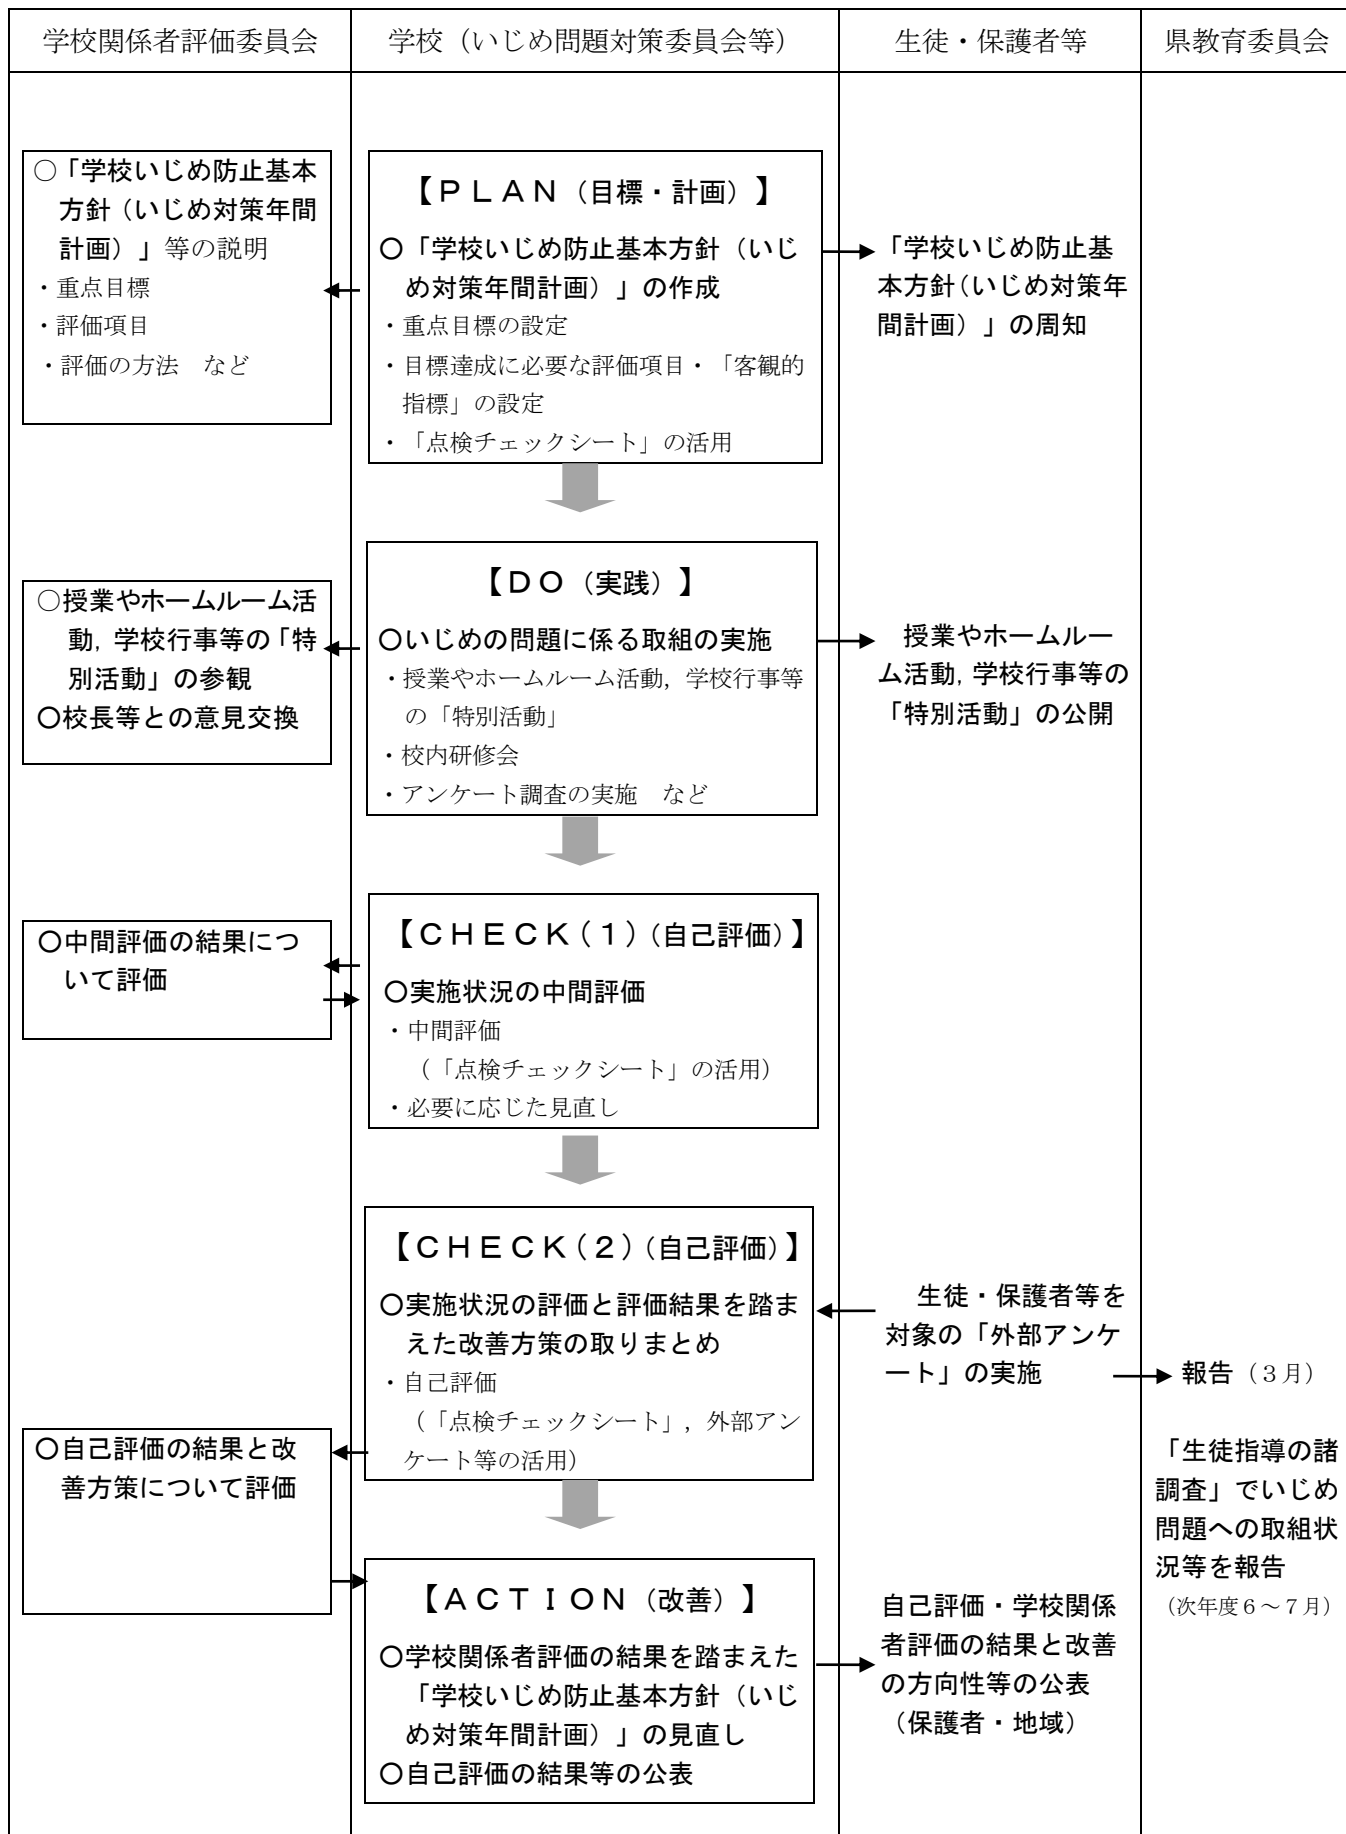 学校関係者評価委員会
学校（いじめ問題対策委員会等）
生徒・保護者等
県教育委員会
○「学校いじめ防止基本
方針（いじめ対策年間
計画）」等の説明
・重点目標
・評価項目
・評価の方法　など
【ＰＬＡＮ（目標・計画）】
○「学校いじめ防止基本方針（いじ
め対策年間計画）」の作成
・重点目標の設定
・目標達成に必要な評価項目・「客観的
指標」の設定
・「点検チェックシート」の活用
「学校いじめ防止基
本方針（いじめ対策年
間計画）」の周知
○授業やホームルーム活
動，学校行事等の「特
別活動」の参観
○校長等との意見交換
【ＤＯ（実践）】
○いじめの問題に係る取組の実施
・授業やホームルーム活動，学校行事等
の「特別活動」
・校内研修会
・アンケート調査の実施　など
授業やホームルー
ム活動，学校行事等の
「特別活動」の公開
○中間評価の結果につ
いて評価
【ＣＨＥＣＫ（１）（自己評価）】
○実施状況の中間評価
・中間評価
（「点検チェックシート」の活用）
・必要に応じた見直し
【ＣＨＥＣＫ（２）（自己評価）】
○実施状況の評価と評価結果を踏ま
えた改善方策の取りまとめ
・自己評価
（「点検チェックシート」，外部アン
ケート等の活用）
生徒・保護者等を
対象の「外部アンケ
ート」の実施
報告（３月）
「生徒指導の諸
調査」でいじめ
問題への取組状
況等を報告
（次年度６～７月）
○自己評価の結果と改
善方策について評価
【ＡＣＴＩＯＮ（改善）】
○学校関係者評価の結果を踏まえた
「学校いじめ防止基本方針（いじ
め対策年間計画）」の見直し
○自己評価の結果等の公表
自己評価・学校関係
者評価の結果と改善
の方向性等の公表
（保護者・地域）